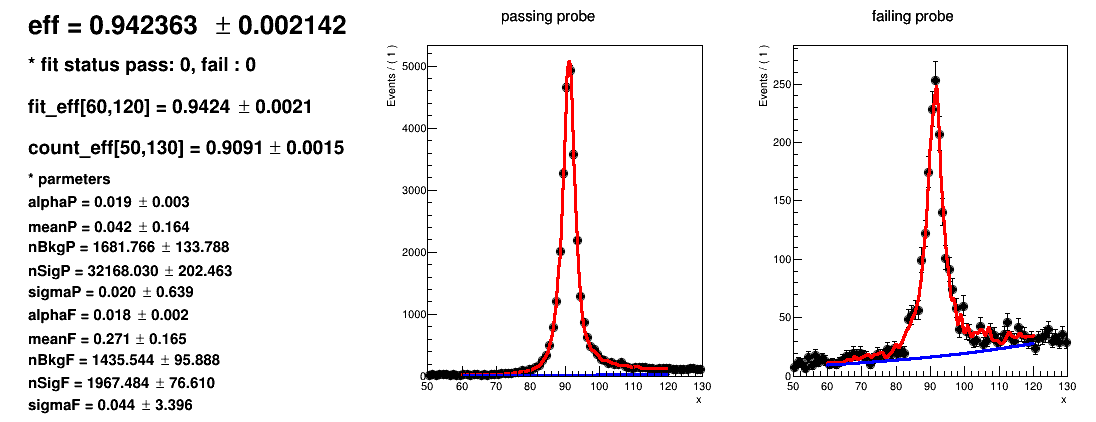 eff = 0.942363 ± 0.002142
* fit status pass: 0, fail : 0
fit_eff[60,120] = 0.9424 ± 0.0021
count_eff[50,130] = 0.9091 ± 0.0015
* parmeters
alphaP = 0.019 ± 0.003
meanP = 0.042 ± 0.164
nBkgP = 1681.766 ± 133.788
nSigP = 32168.030 ± 202.463
sigmaP = 0.020 ± 0.639
alphaF = 0.018 ± 0.002
meanF = 0.271 ± 0.165
nBkgF = 1435.544 ± 95.888
nSigF = 1967.484 ± 76.610
sigmaF = 0.044 ± 3.396
passing probe
Events / ( 1 )
5000
4000
3000
2000
1000
0
50 60 70 80 90 100 110 120 130
x
failing probe
Events / ( 1 )
250
200
150
100
50
0
50 60 70 80 90 100 110 120 130
x